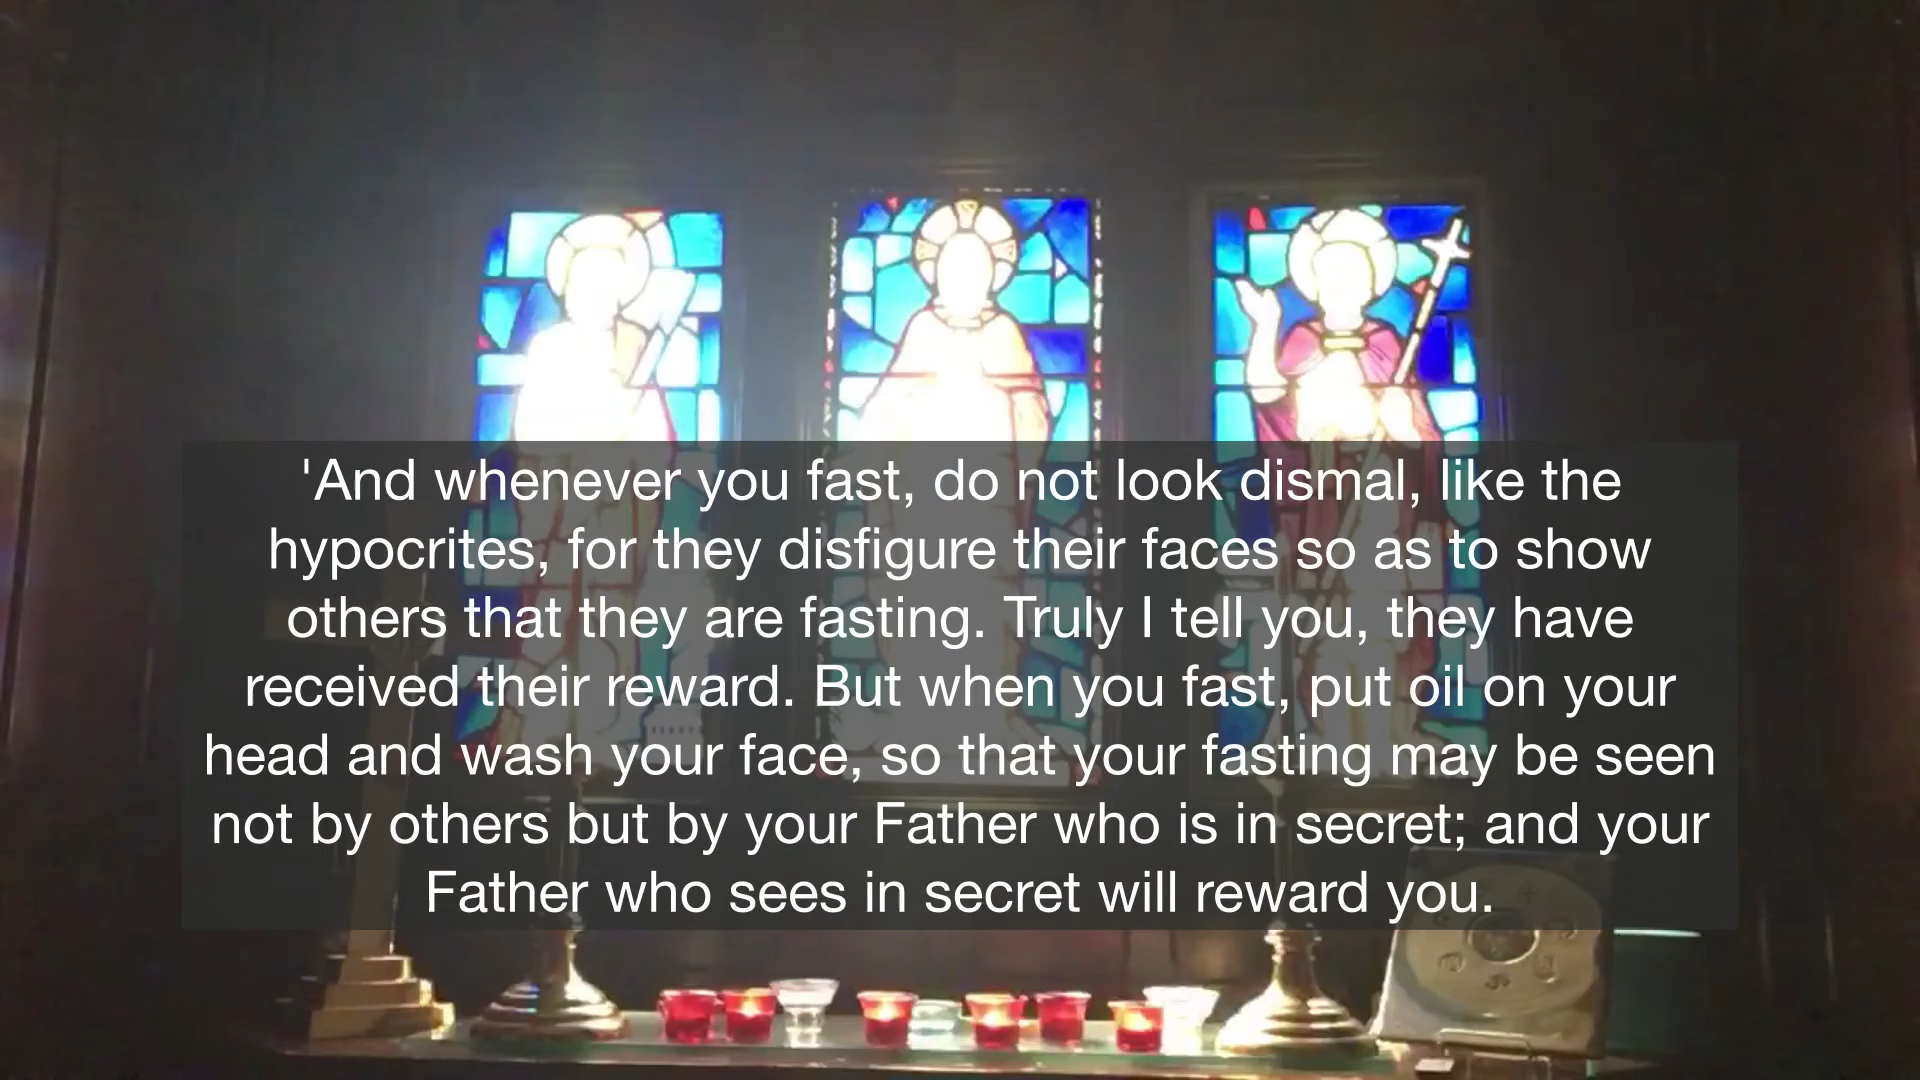 'And whenever you fast, do not look dismal, like the
hypocrites, for they disfigure their faces so as to show
others that they are fasting. Truly I tell you, they have
received their reward. But when you fast, put oil on your
head and wash your face, so that your fasting may be seen
not by others but by your Father who is in secret; and your
Father who sees in secret will reward you.